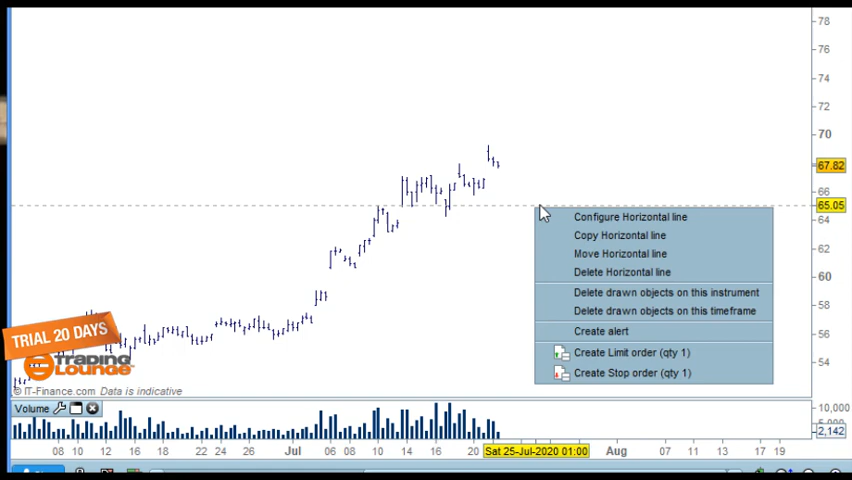 78
76
74
72
70
67.82
66
65.05
64
62
60
58
56
54
Configure Horizontal line
Copy Horizontal line
Move Horizontal line
Delete Horizontal line
Delete drawn objects on this instrument
Delete drawn objects on this timeframe
Create alert
Create Limit order (qty 1)
Create Stop order (qty 1)
TRIAL 20 DAYS
TRADING
LOUNGE
© IT-Finance.com Data is indicative
Volume
10,000
2,142
08 10 12 14 16 18 22 24 26 30 Jul 06 08 10 14 16 20 Sat 25-Jul-2020 01:00 Aug 07 11 13 17 19